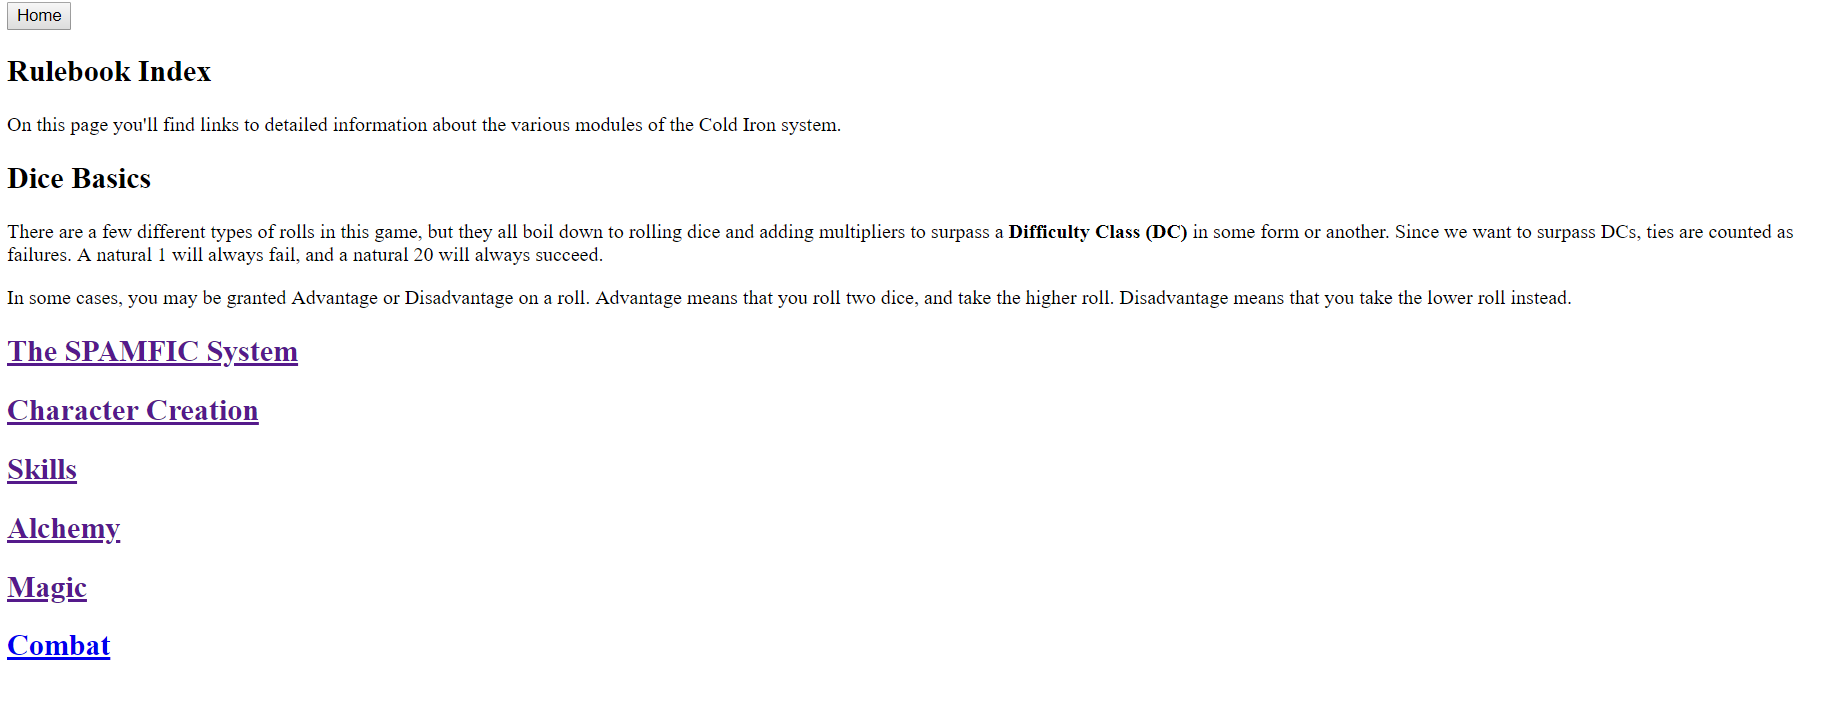 Home
Rulebook Index
On this page you'll find links to detailed information about the various modules of the Cold Iron system.
Dice Basics
There are a few different types of rolls in this game, but they all boil down to rolling dice and adding multipliers to surpass a Difficulty Class (DC) in some form or another. Since we want to surpass DCs, ties are counted as
failures. A natural 1 will always fail, and a natural 20 will always succeed.
In some cases, you may be granted Advantage or Disadvantage on a roll. Advantage means that you roll two dice, and take the higher roll. Disadvantage means that you take the lower roll instead.
The SPAMFIC System
Character Creation
Skills
Alchemy
Magic
Combat